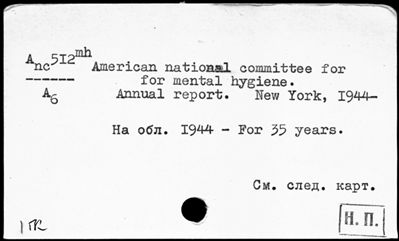 Anc512mh
American national committee for
for mental hygiene.
A6
Annual report. New York, 1944-
На обл. 1944 - For 35 years.
См. след. карт.
Н. П.